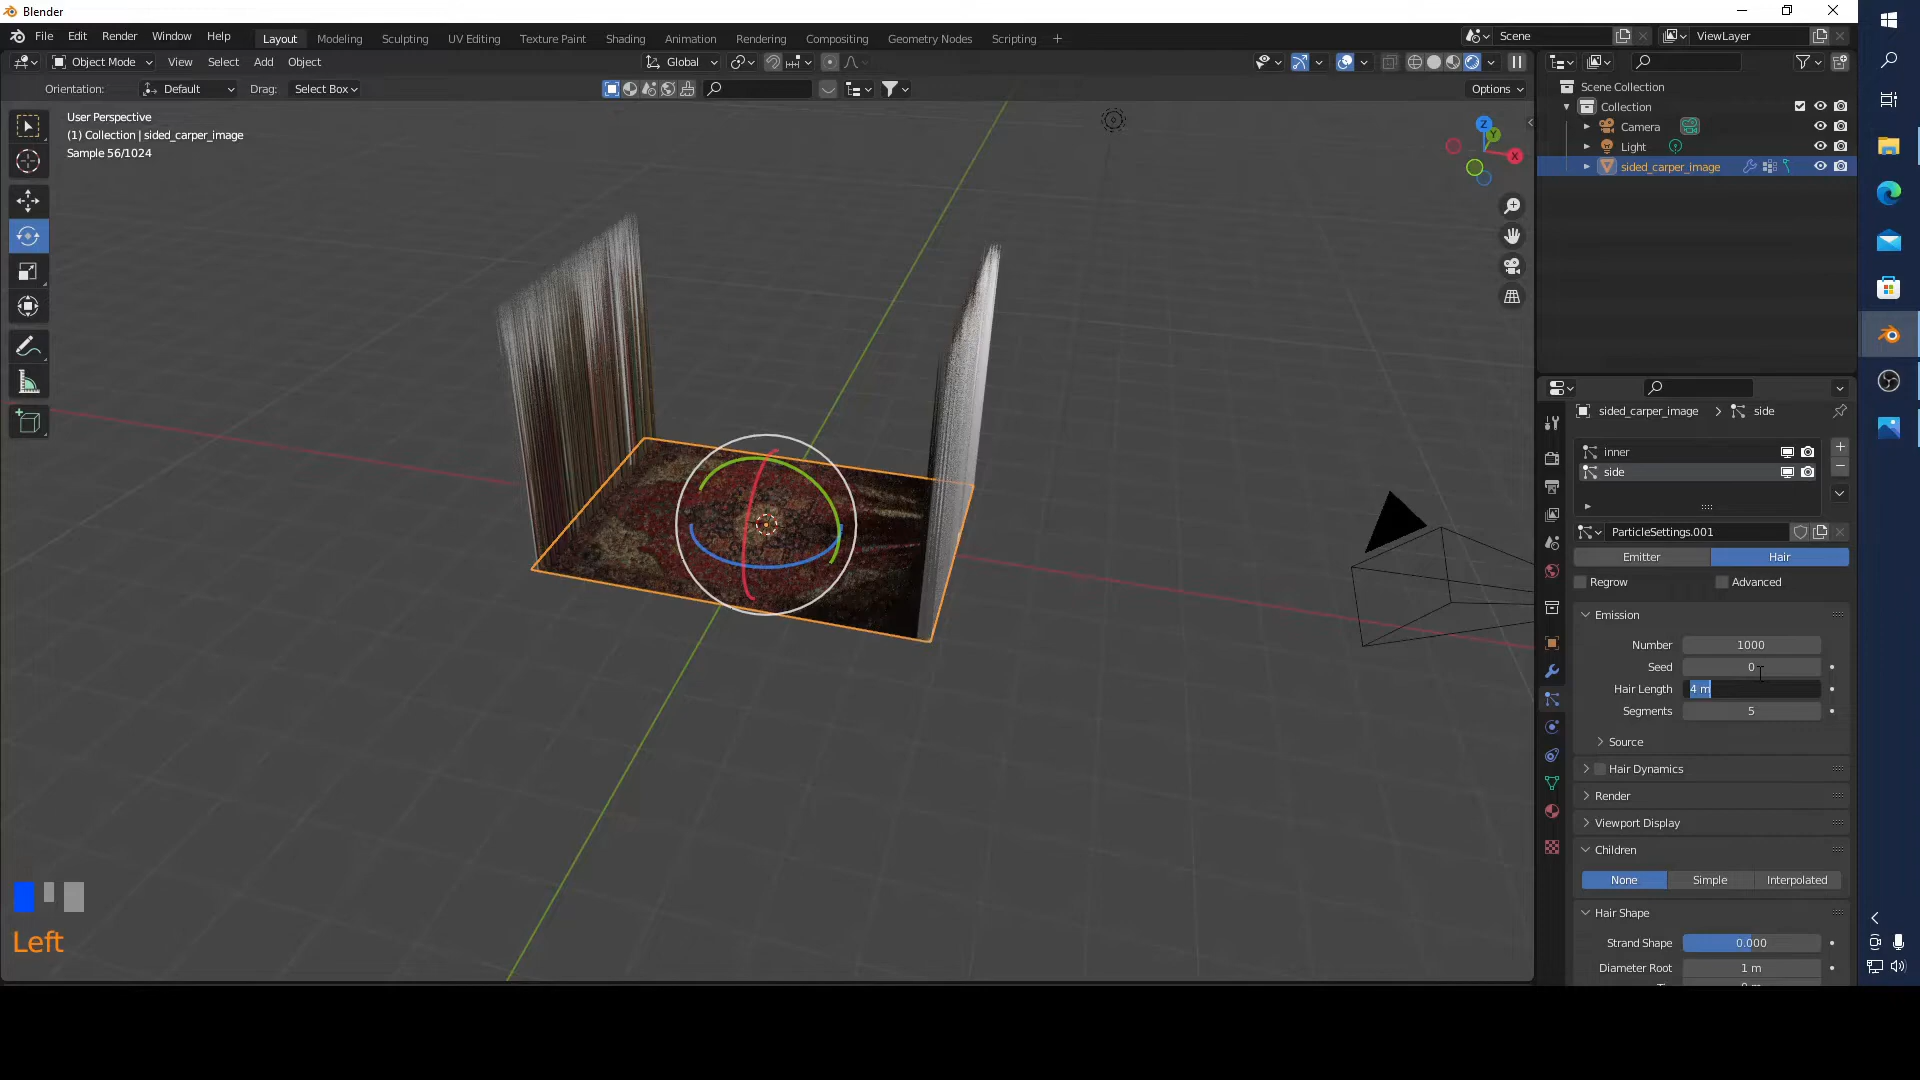 Blender
File Edit Render Window Help
Layout Modeling Sculpting UV Editing Texture Paint Shading Animation Rendering Compositing Geometry Nodes Scripting +
Scene
ViewLayer
Object Mode View Select Add Object
Global
Orientation: Default Drag: Select Box
Options
User Perspective
(1) Collection | sided_carper_image
Sample 56/1024
Z
Y
X
Scene Collection
Collection
Camera
Light
sided_carper_image
sided_carper_image > side
inner
side
ParticleSettings.001
Emitter Hair
Regrow Advanced
Emission
Number 1000
Seed 0
Hair Length 4 m
Segments 5
Source
Hair Dynamics
Render
Viewport Display
Children
None Simple Interpolated
Hair Shape
Strand Shape 0.000
Diameter Root 1 m
Left